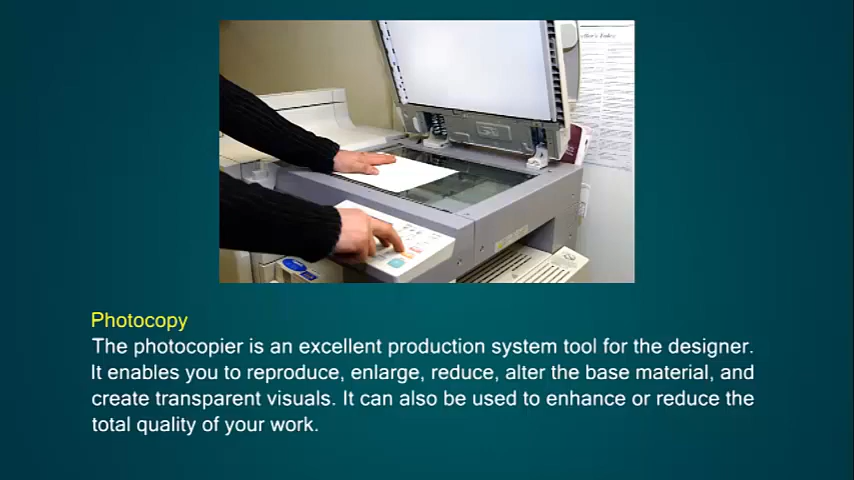 Photocopy
The photocopier is an excellent production system tool for the designer.
It enables you to reproduce, enlarge, reduce, alter the base material, and
create transparent visuals. It can also be used to enhance or reduce the
total quality of your work.